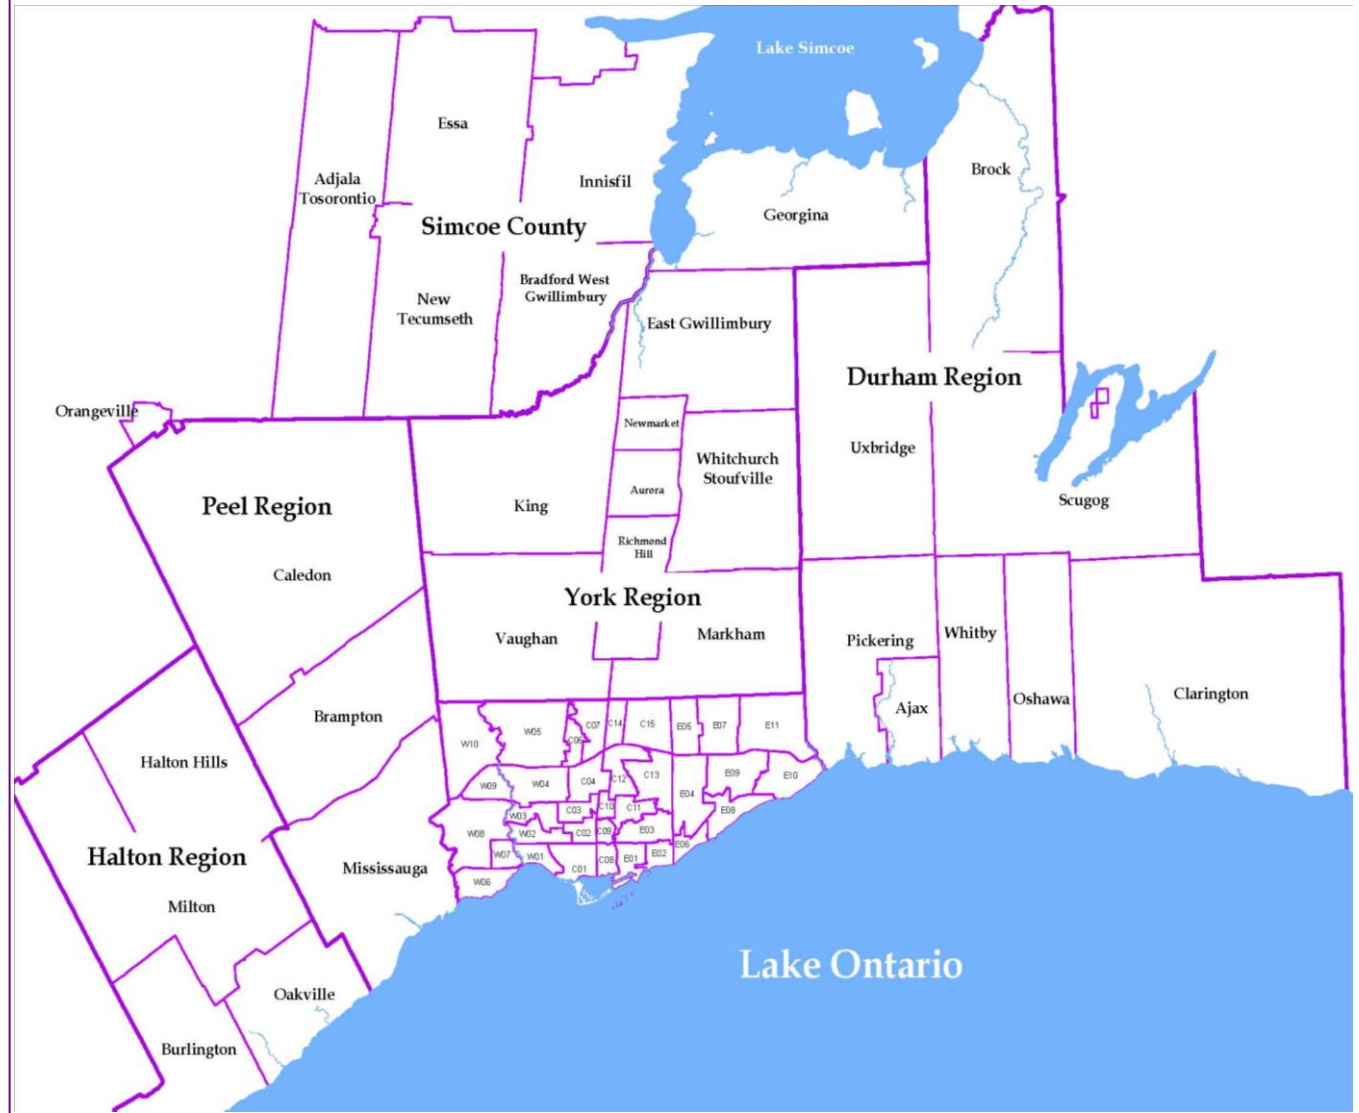 Lake Simcoe
Essa
Brock
Adjala
Tosorontio
Innisfil
Georgina
Simcoe County
Bradford West
Gwillimbury
New
Tecumseth
East Gwillimbury
Durham Region
Orangeville
Newmarket
Uxbridge
Whitchurch
Stoufville
Aurora
Scugog
Peel Region
King
Richmond
Hill
Caledon
York Region
Vaughan
Markham
Pickering
Whitby
Clarington
Oshawa
Ajax
Brampton
W10
W05
C06
C07
C14
C15
E05
E07
E11
Halton Hills
W09
W04
C04
C12
C13
E09
E10
E04
W03
C03
C10
C11
E08
W08
W02
C02
C09
E03
E06
Halton Region
Mississauga
W07
W01
C01
C08
E01
E02
W06
Milton
Lake Ontario
Oakville
Burlington